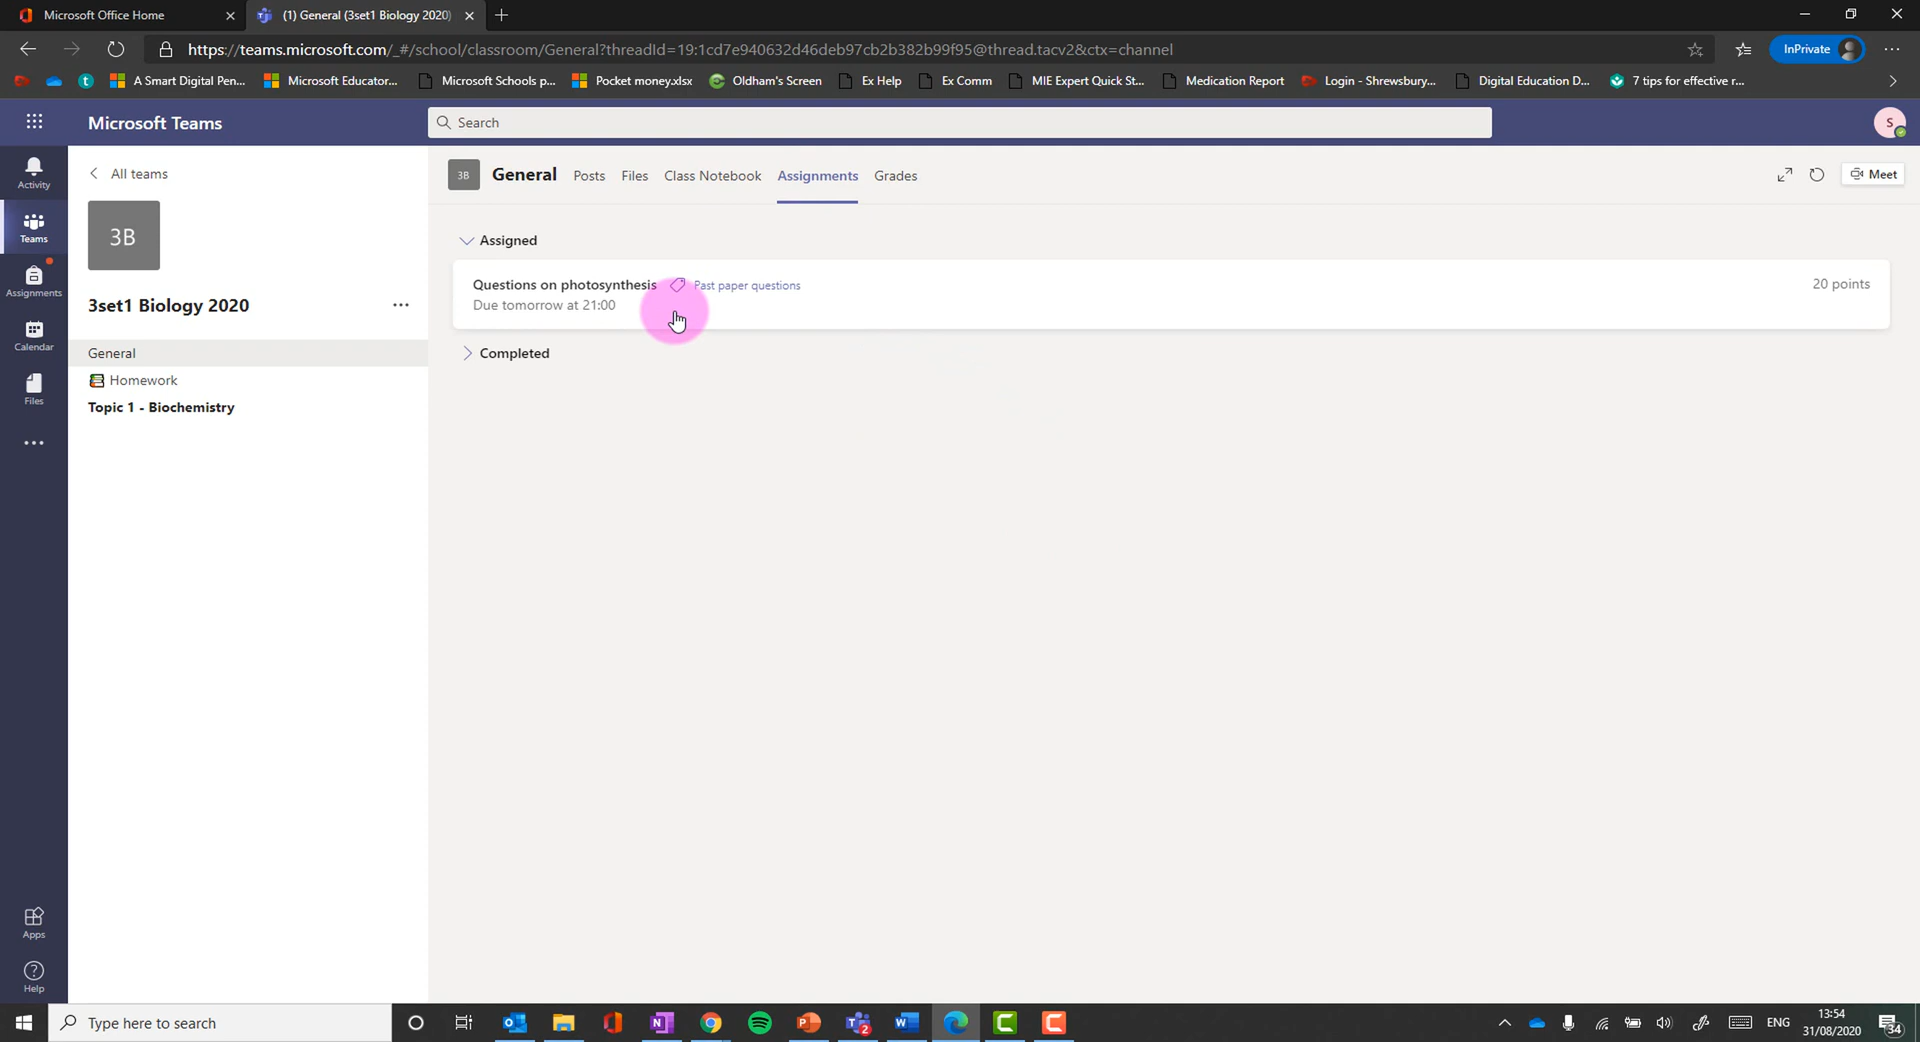 Microsoft Office Home
(1) General (3set1 Biology 2020)
https://teams.microsoft.com/_#/school/classroom/General?threadId=19:1cd7e940632d46deb97cb2b382b99f95@thread.tacv2&ctx=channel
InPrivate
A Smart Digital Pen...
Microsoft Educator...
Microsoft Schools p...
Pocket money.xlsx
Oldham's Screen
Ex Help
Ex Comm
MIE Expert Quick St...
Medication Report
Login - Shrewsbury...
Digital Education D...
7 tips for effective r...
Microsoft Teams
Search
S
Activity
Teams
Assignments
Calendar
Files
Apps
Help
All teams
3B
3set1 Biology 2020
General
Homework
Topic 1 - Biochemistry
3B
General
Posts
Files
Class Notebook
Assignments
Grades
Meet
Assigned
Questions on photosynthesis
Past paper questions
20 points
Due tomorrow at 21:00
Completed
Type here to search
2
ENG
13:54
31/08/2020
34